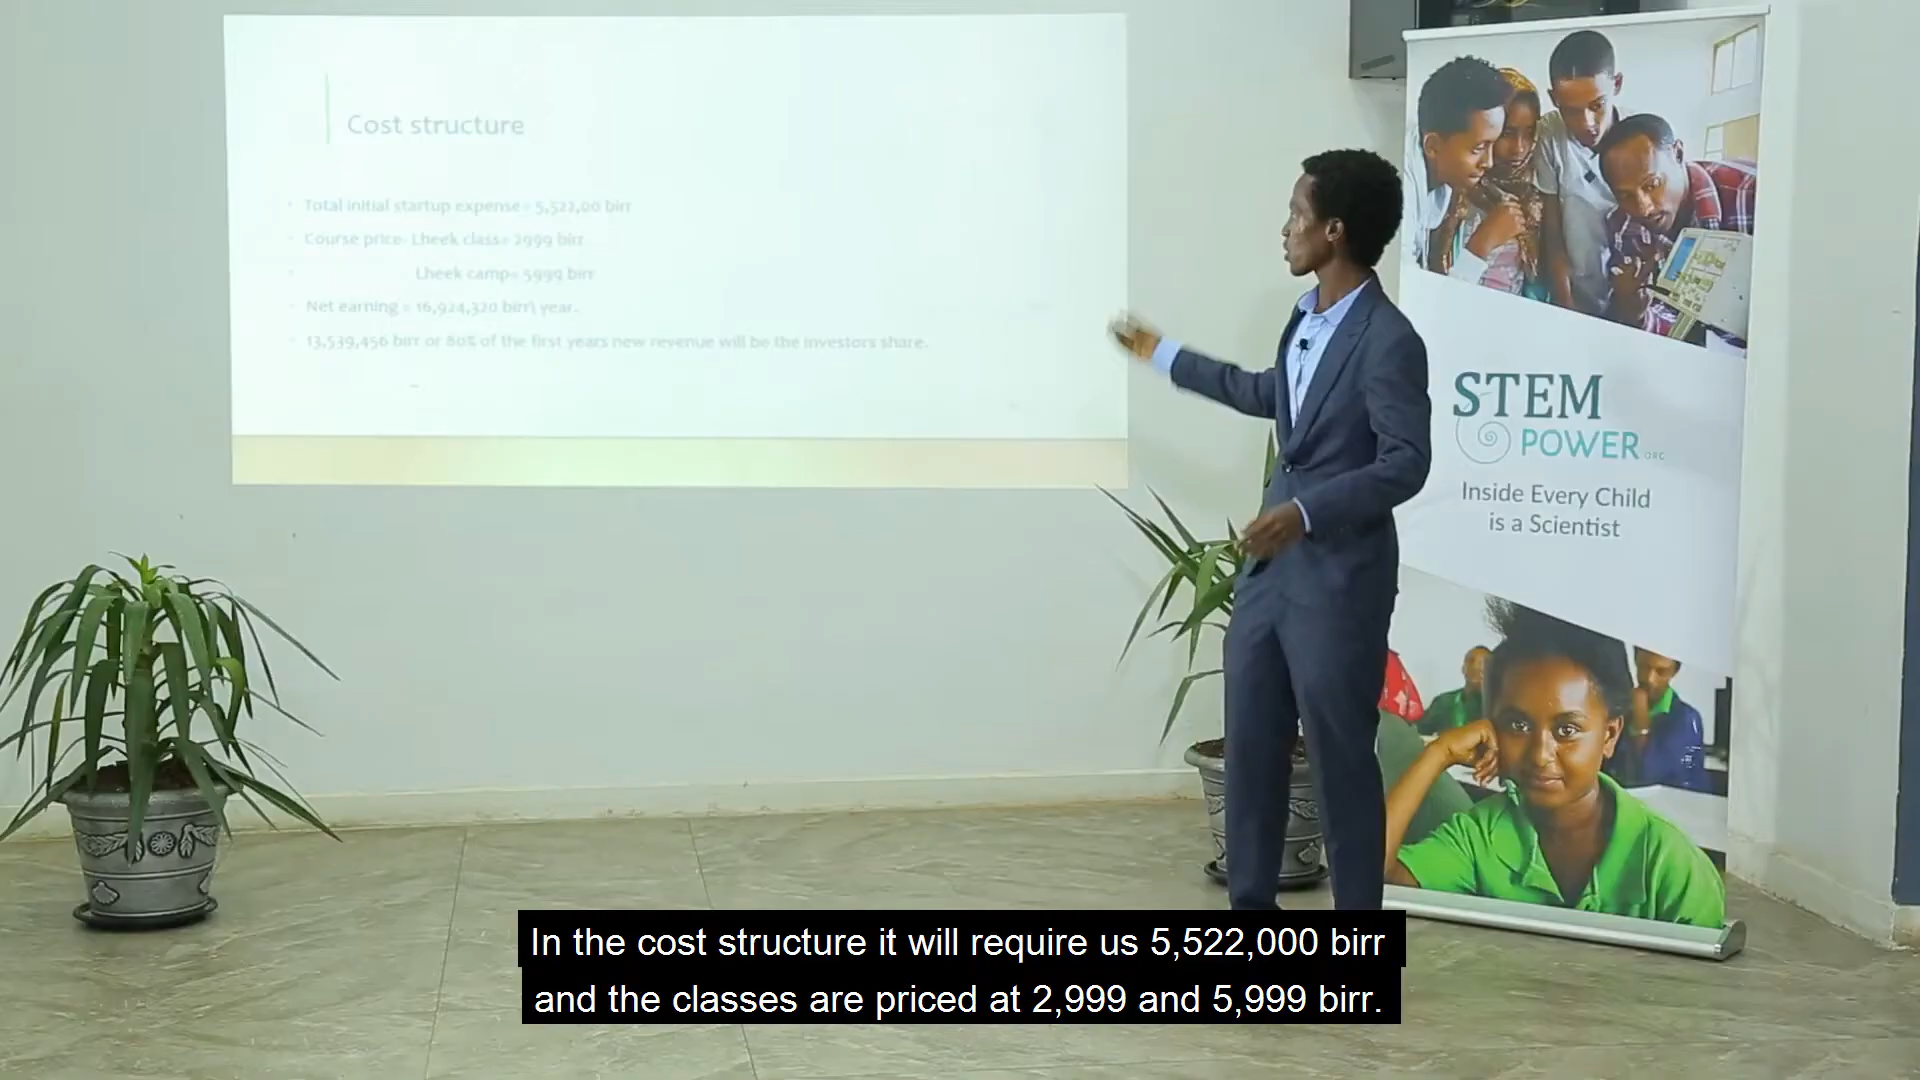 Cost structure
Total initial startup expense= 5,522,00 birr
Course price- Lheek class= 2999 birr
Lheek camp= 5999 birr
Net earning = 16,924,320 birr\ year.
13,539,456 birr or 80% of the first years new revenue will be the investors share.
STEM
POWER.ORG
Inside Every Child
is a Scientist
In the cost structure it will require us 5,522,000 birr
and the classes are priced at 2,999 and 5,999 birr.